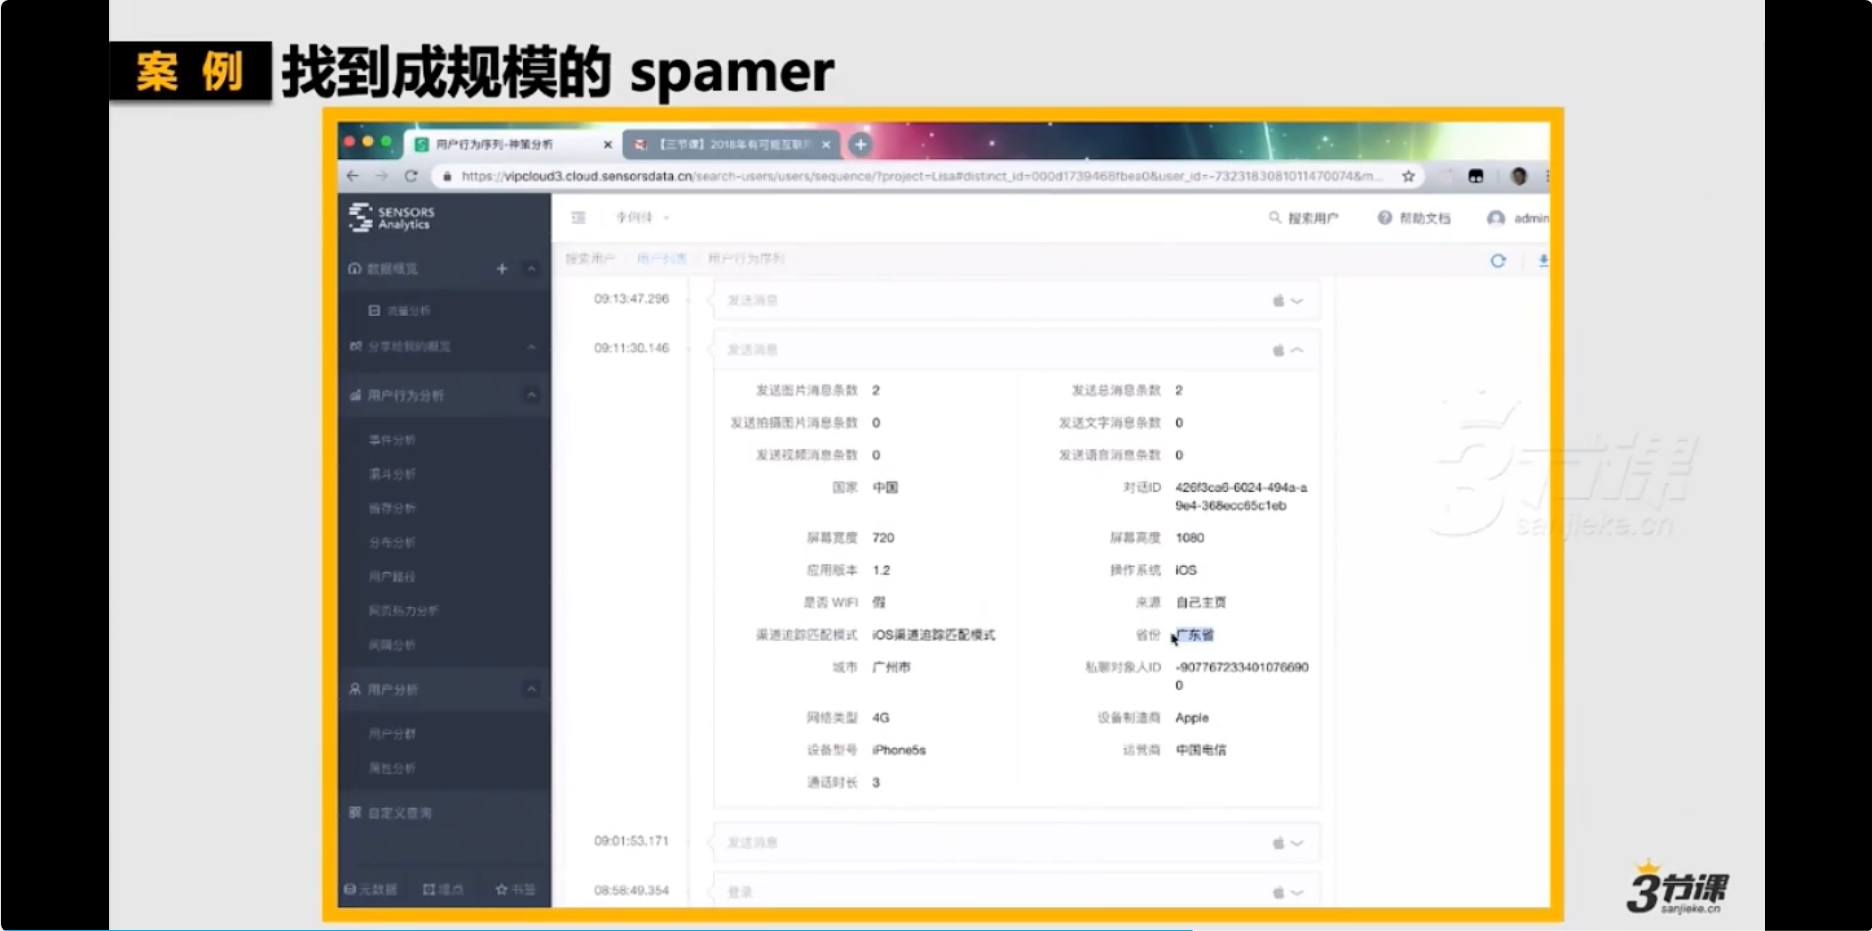 案 例 找到成规模的 spamer
用户行为序列-神策分析
【三节课】2018年有可能互联
https://vipcloud3.cloud.sensorsdata.cn/search-users/users/sequence/?project=Lisa#distinct_id=000d1739468fbea0&user_id=-7323183081011470074&m...
SENSORS
Analytics
搜索用户 帮助文档 admin
搜索用户 用户列表 用户行为序列
数据概览
流量分析
分享给我的概览
用户行为分析
事件分析
漏斗分析
留存分析
分布分析
用户路径
网页热力分析
间隔分析
用户分析
用户分群
属性分析
自定义查询
元数据 埋点 书签
09:13:47.296 发送消息
09:11:30.146 发送消息
发送图片消息条数 2 发送总消息条数 2
发送拍摄图片消息条数 0 发送文字消息条数 0
发送视频消息条数 0 发送语音消息条数 0
国家 中国 对话ID 426f3ca6-6024-494a-a
9e4-368ecc65c1eb
屏幕宽度 720 屏幕高度 1080
应用版本 1.2 操作系统 iOS
是否 WIFI 假 来源 自己主页
渠道追踪匹配模式 iOS渠道追踪匹配模式 省份 广东省
城市 广州市 私聊对象人ID -907767233401076690
0
网络类型 4G 设备制造商 Apple
设备型号 iPhone5s 运营商 中国电信
通话时长 3
09:01:53.171 发送消息
08:58:49.354 登录
3节课
sanjieke.cn
3节课
sanjieke.cn